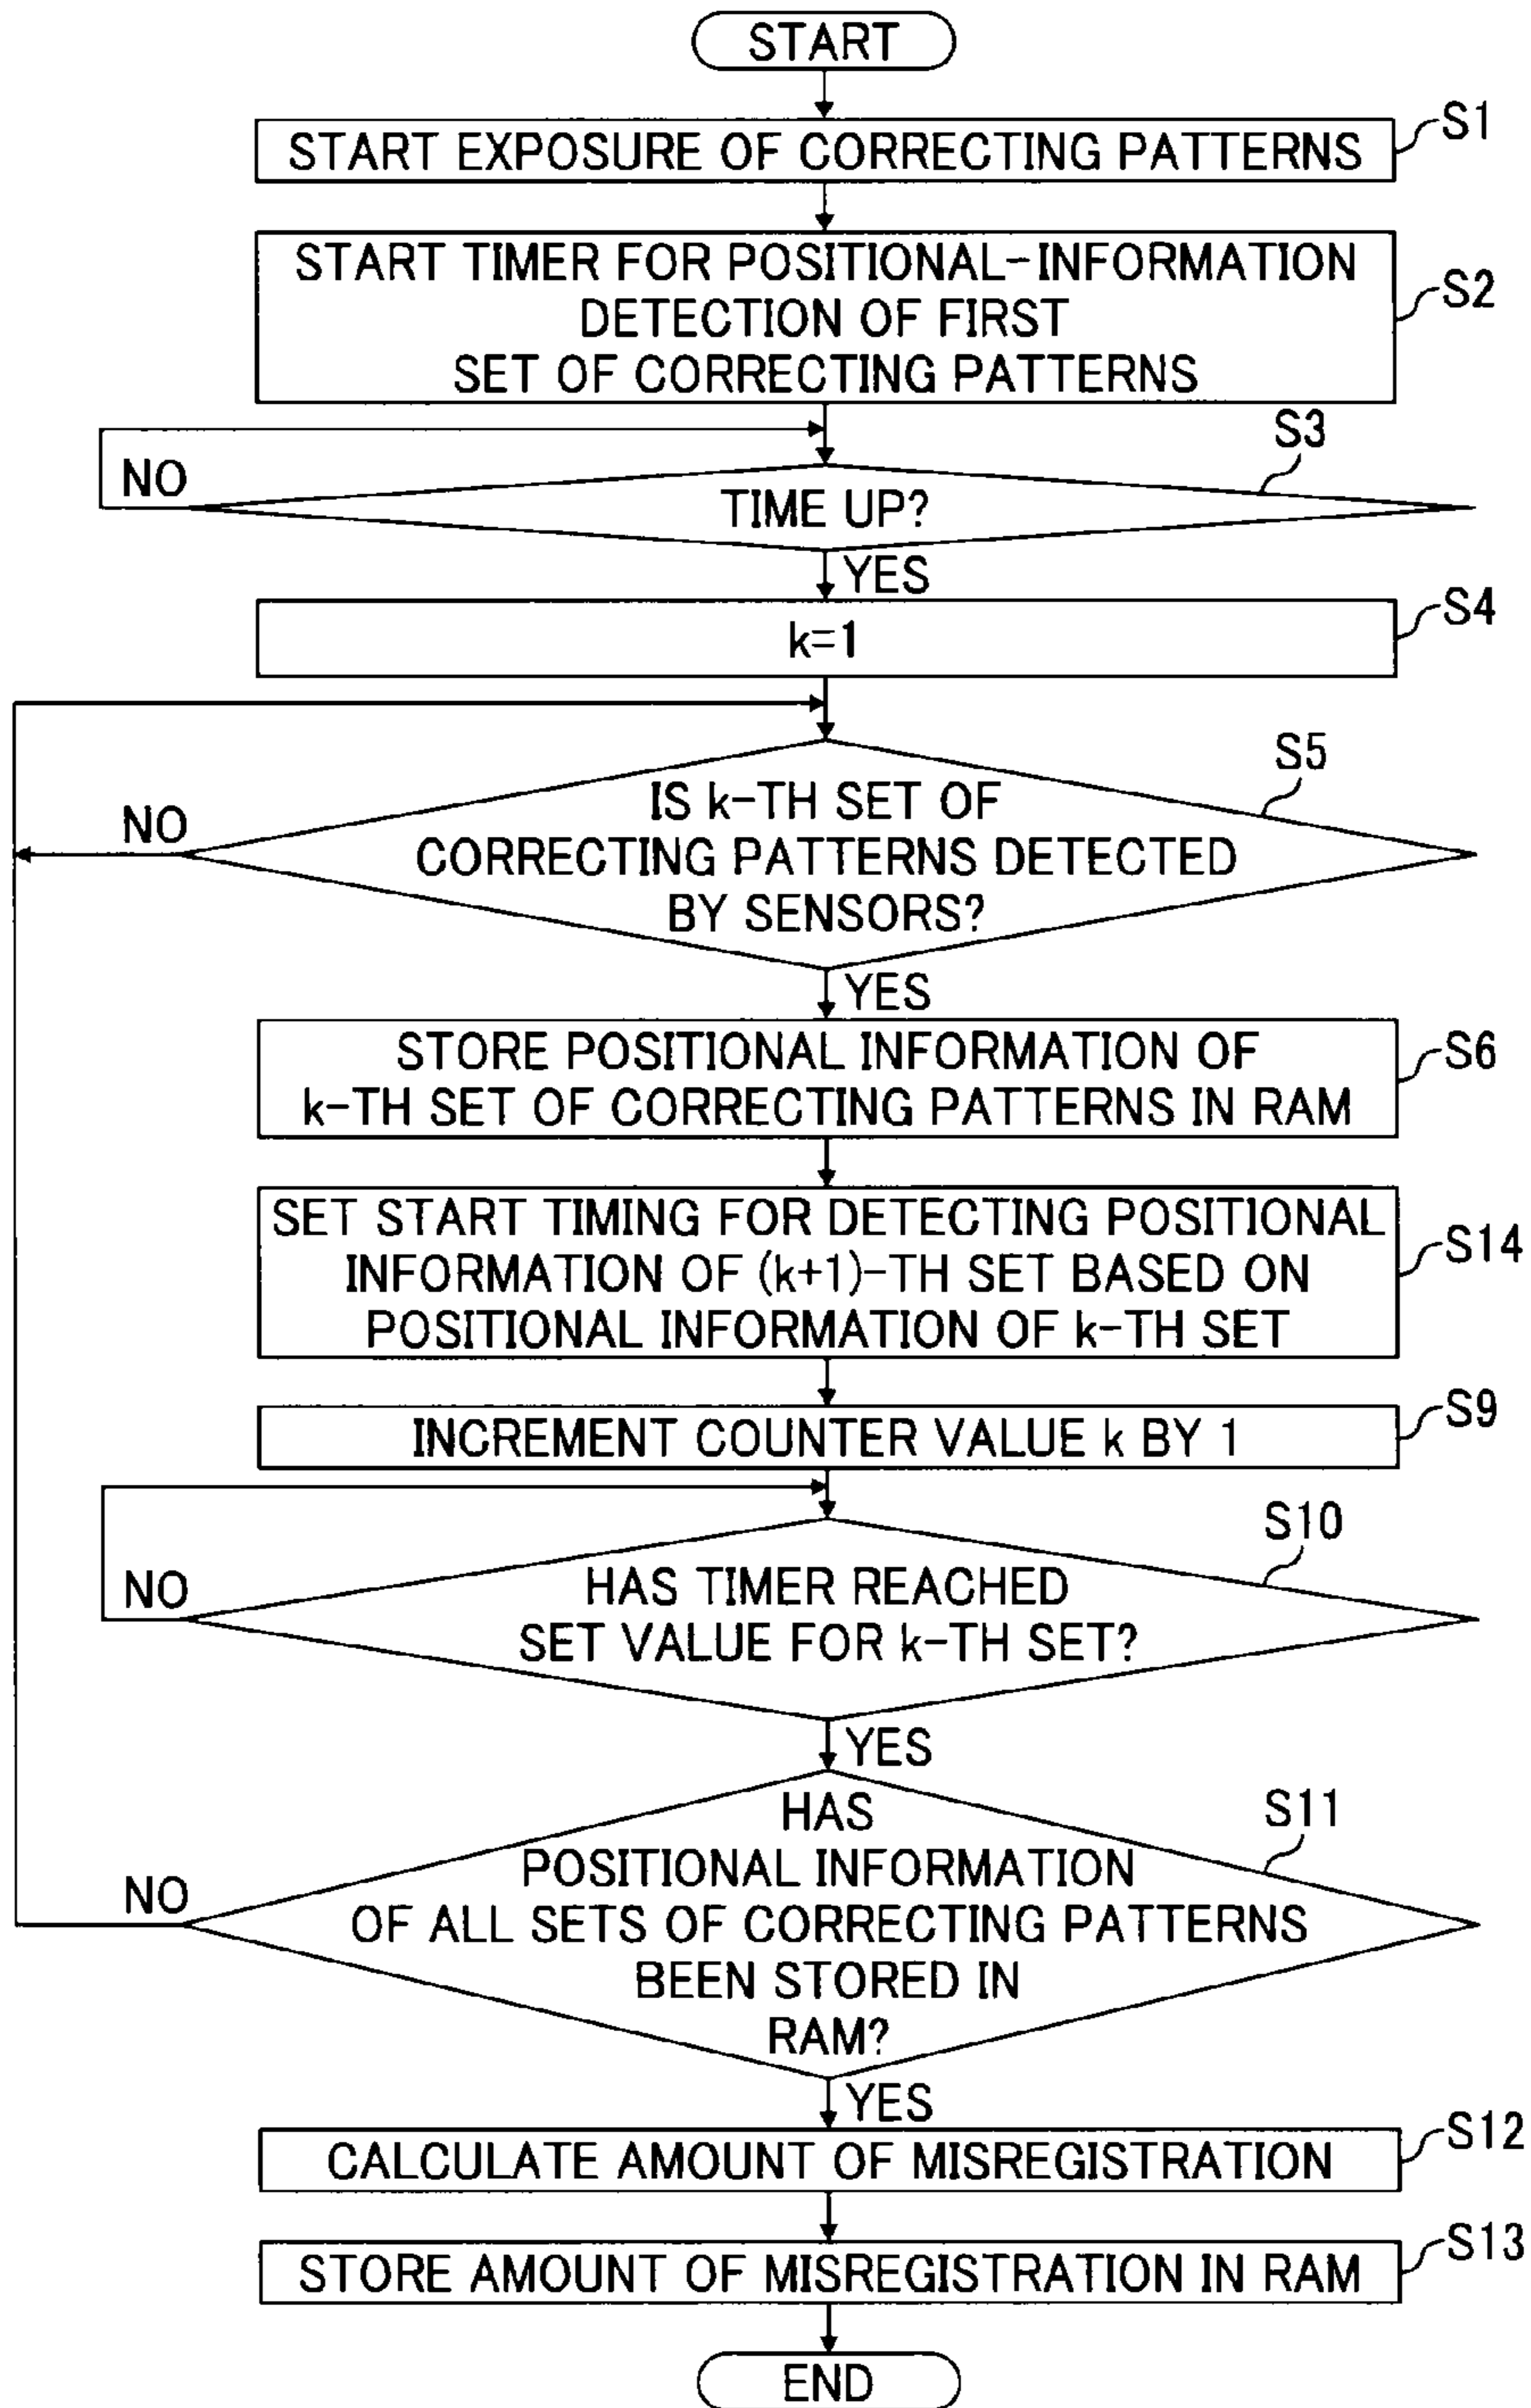 START
START EXPOSURE OF CORRECTING PATTERNS
S1
START TIMER FOR POSITIONAL-INFORMATION
DETECTION OF FIRST
SET OF CORRECTING PATTERNS
S2
S3
NO
TIME UP?
YES
k=1
S4
S5
NO
IS k-TH SET OF
CORRECTING PATTERNS DETECTED
BY SENSORS?
YES
STORE POSITIONAL INFORMATION OF
k-TH SET OF CORRECTING PATTERNS IN RAM
S6
SET START TIMING FOR DETECTING POSITIONAL
INFORMATION OF (k+1)-TH SET BASED ON
POSITIONAL INFORMATION OF k-TH SET
S14
INCREMENT COUNTER VALUE k BY 1
S9
S10
NO
HAS TIMER REACHED
SET VALUE FOR k-TH SET?
YES
S11
NO
HAS
POSITIONAL INFORMATION
OF ALL SETS OF CORRECTING PATTERNS
BEEN STORED IN
RAM?
YES
CALCULATE AMOUNT OF MISREGISTRATION
S12
STORE AMOUNT OF MISREGISTRATION IN RAM
S13
END